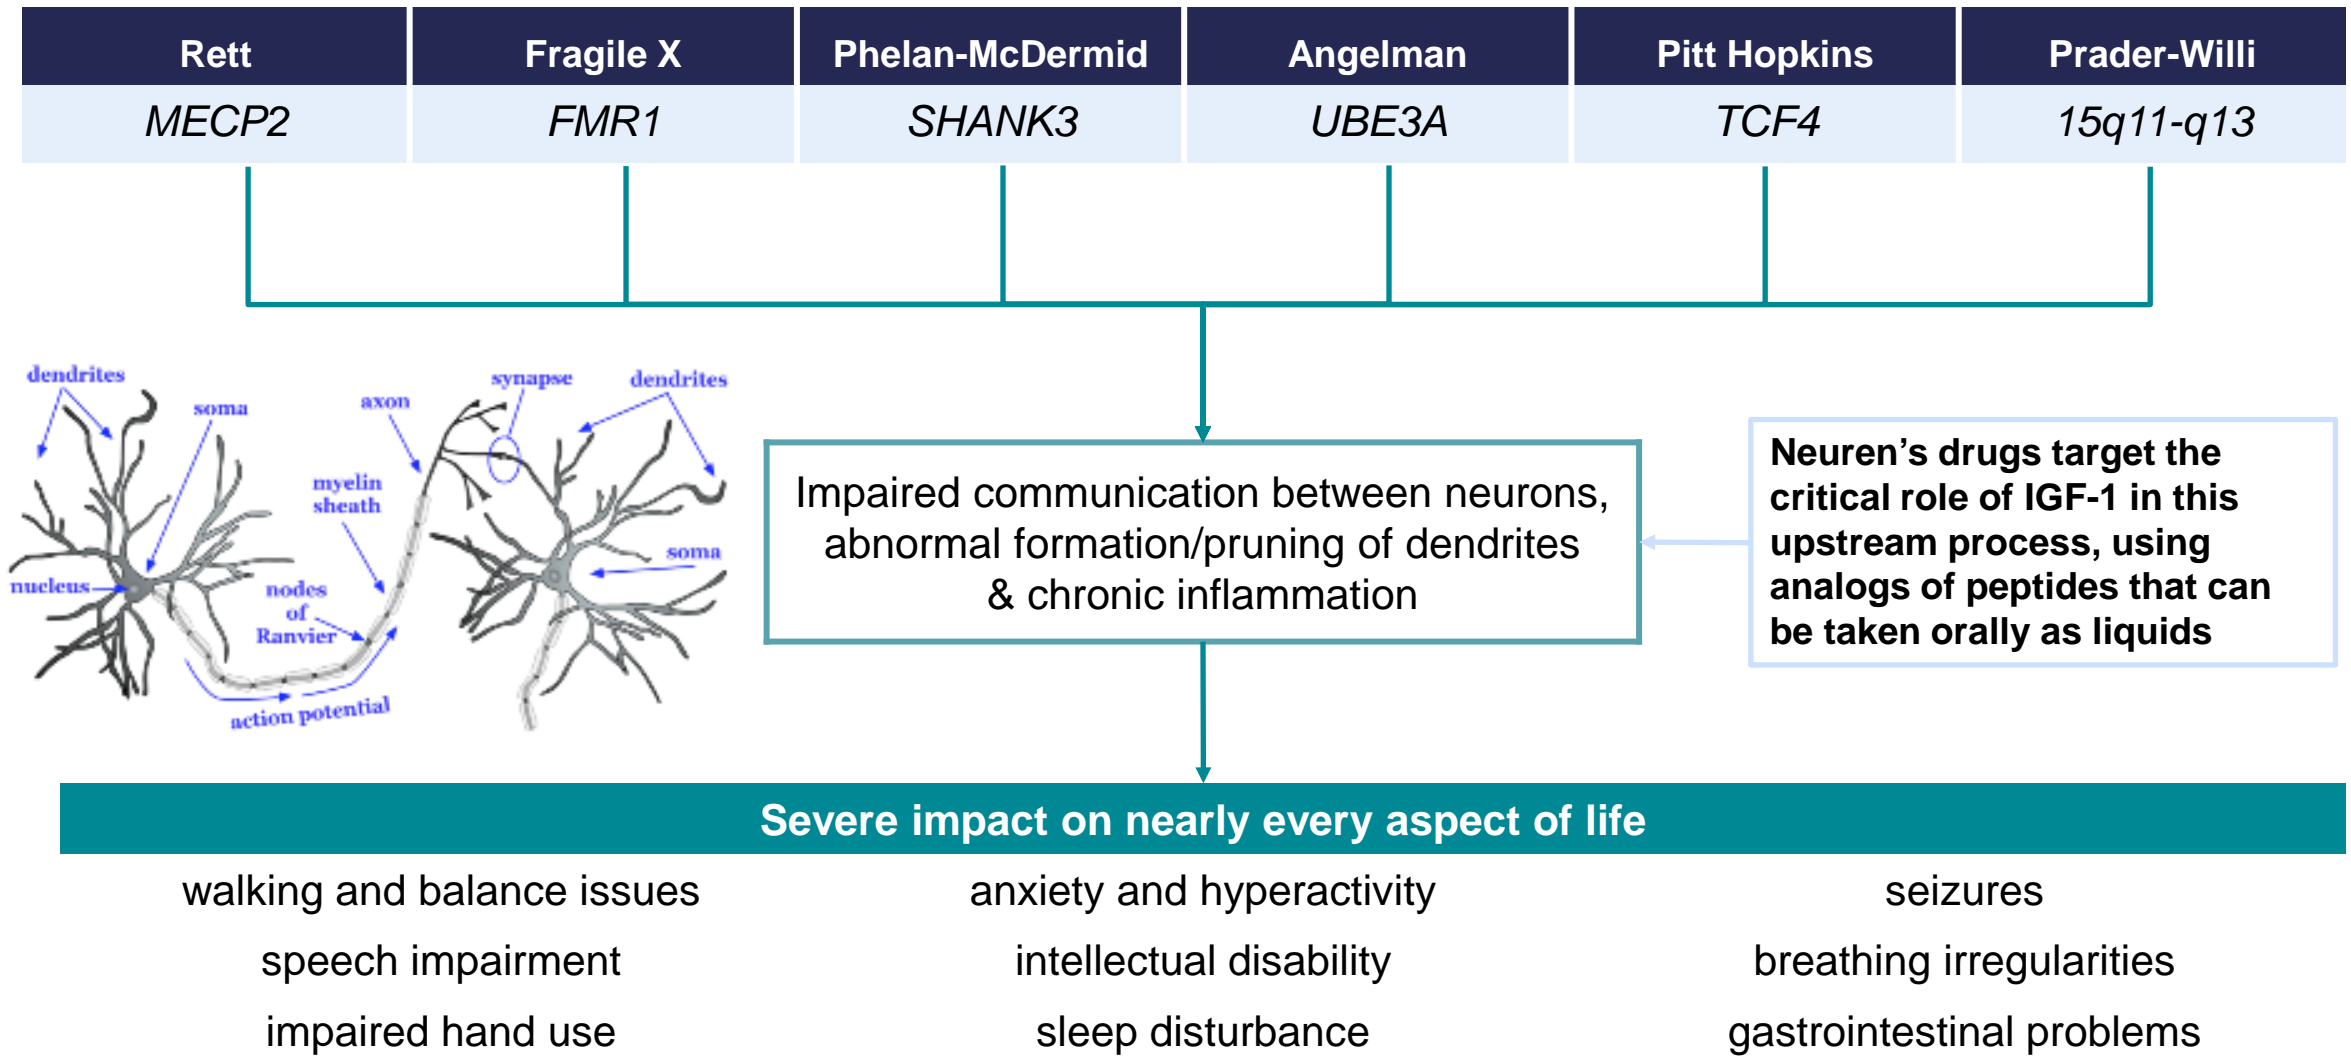 Rett Fragile X Phelan-McDermid Angelman Pitt Hopkins Prader-Willi
MECP2 FMR1 SHANK3 UBE3A TCF4 15q11-q13
dendrites
soma
axon
synapse
dendrites
myelin
sheath
soma
nucleus
nodes
of
Ranvier
action potential
Impaired communication between neurons,
abnormal formation/pruning of dendrites
& chronic inflammation
Neuren’s drugs target the
critical role of IGF-1 in this
upstream process, using
analogs of peptides that can
be taken orally as liquids
Severe impact on nearly every aspect of life
walking and balance issues anxiety and hyperactivity seizures
speech impairment intellectual disability breathing irregularities
impaired hand use sleep disturbance gastrointestinal problems